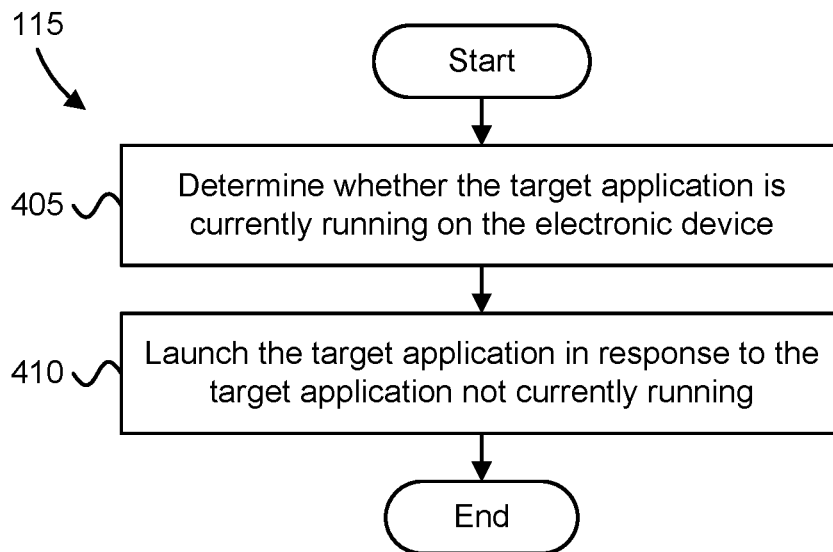 115
Start
405
Determine whether the target application is
currently running on the electronic device
410
Launch the target application in response to the
target application not currently running
End